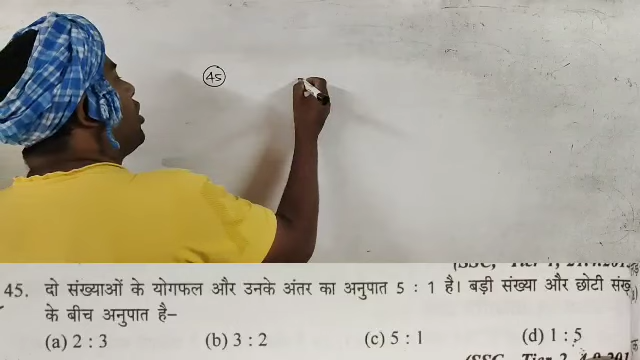 45
45. दो संख्याओं के योगफल और उनके अंतर का अनुपात 5 : 1 है। बड़ी संख्या और छोटी
के बीच अनुपात है–
(a) 2 : 3 (b) 3 : 2 (c) 5 : 1 (d) 1 : 5